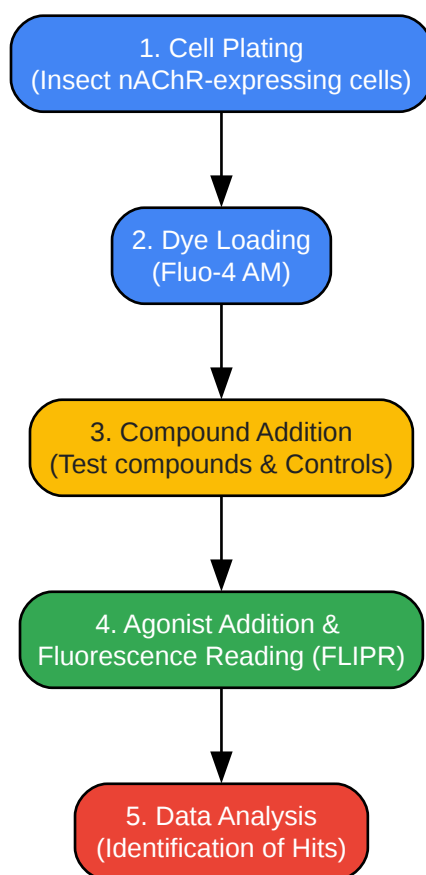 1. Cell Plating
(Insect nAChR-expressing cells)
2. Dye Loading
(Fluo-4 AM)
3. Compound Addition
(Test compounds & Controls)
4. Agonist Addition &
Fluorescence Reading (FLIPR)
5. Data Analysis
(Identification of Hits)